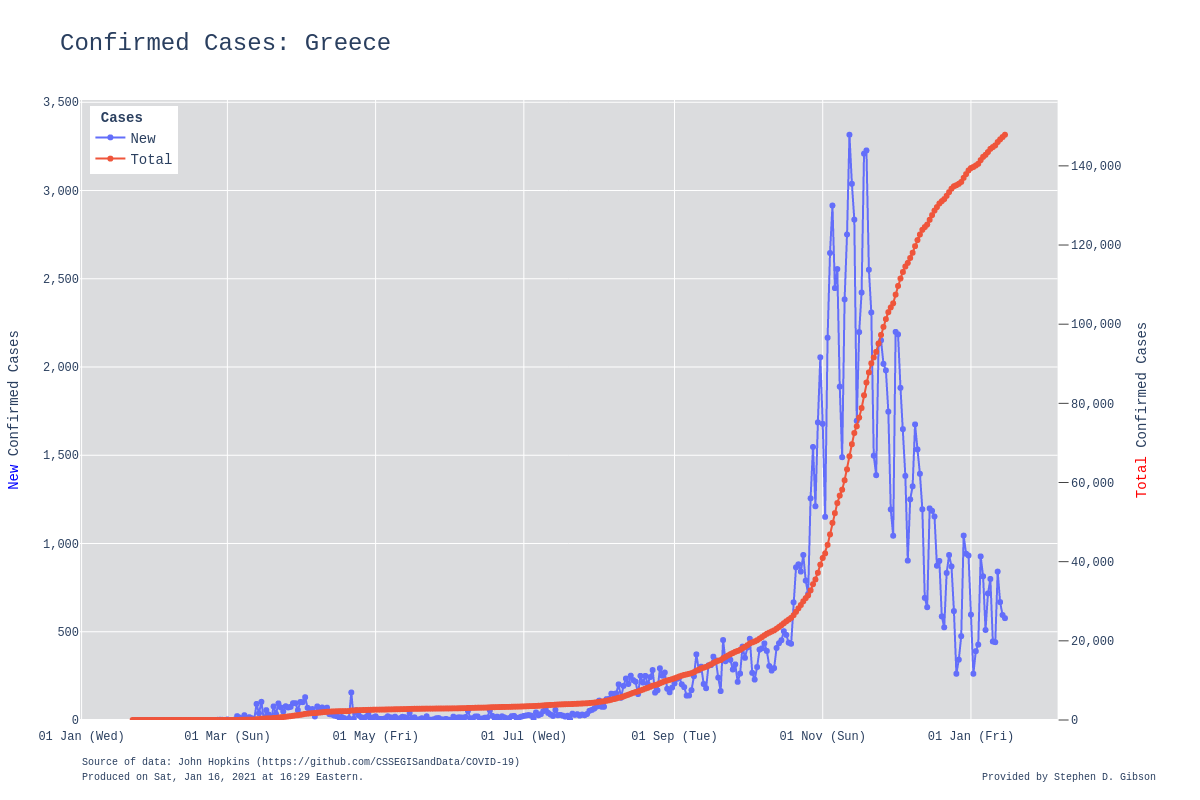 Confirmed Cases: Greece
Cases
New
Total
3,500
3,000
2,500
2,000
1,500
1,000
500
0
140,000
120,000
100,000
80,000
60,000
40,000
20,000
0
New Confirmed Cases
Total Confirmed Cases
01 Jan (Wed)
01 Mar (Sun)
01 May (Fri)
01 Jul (Wed)
01 Sep (Tue)
01 Nov (Sun)
01 Jan (Fri)
Source of data: John Hopkins (https://github.com/CSSEGISandData/COVID-19)
Produced on Sat, Jan 16, 2021 at 16:29 Eastern.
Provided by Stephen D. Gibson